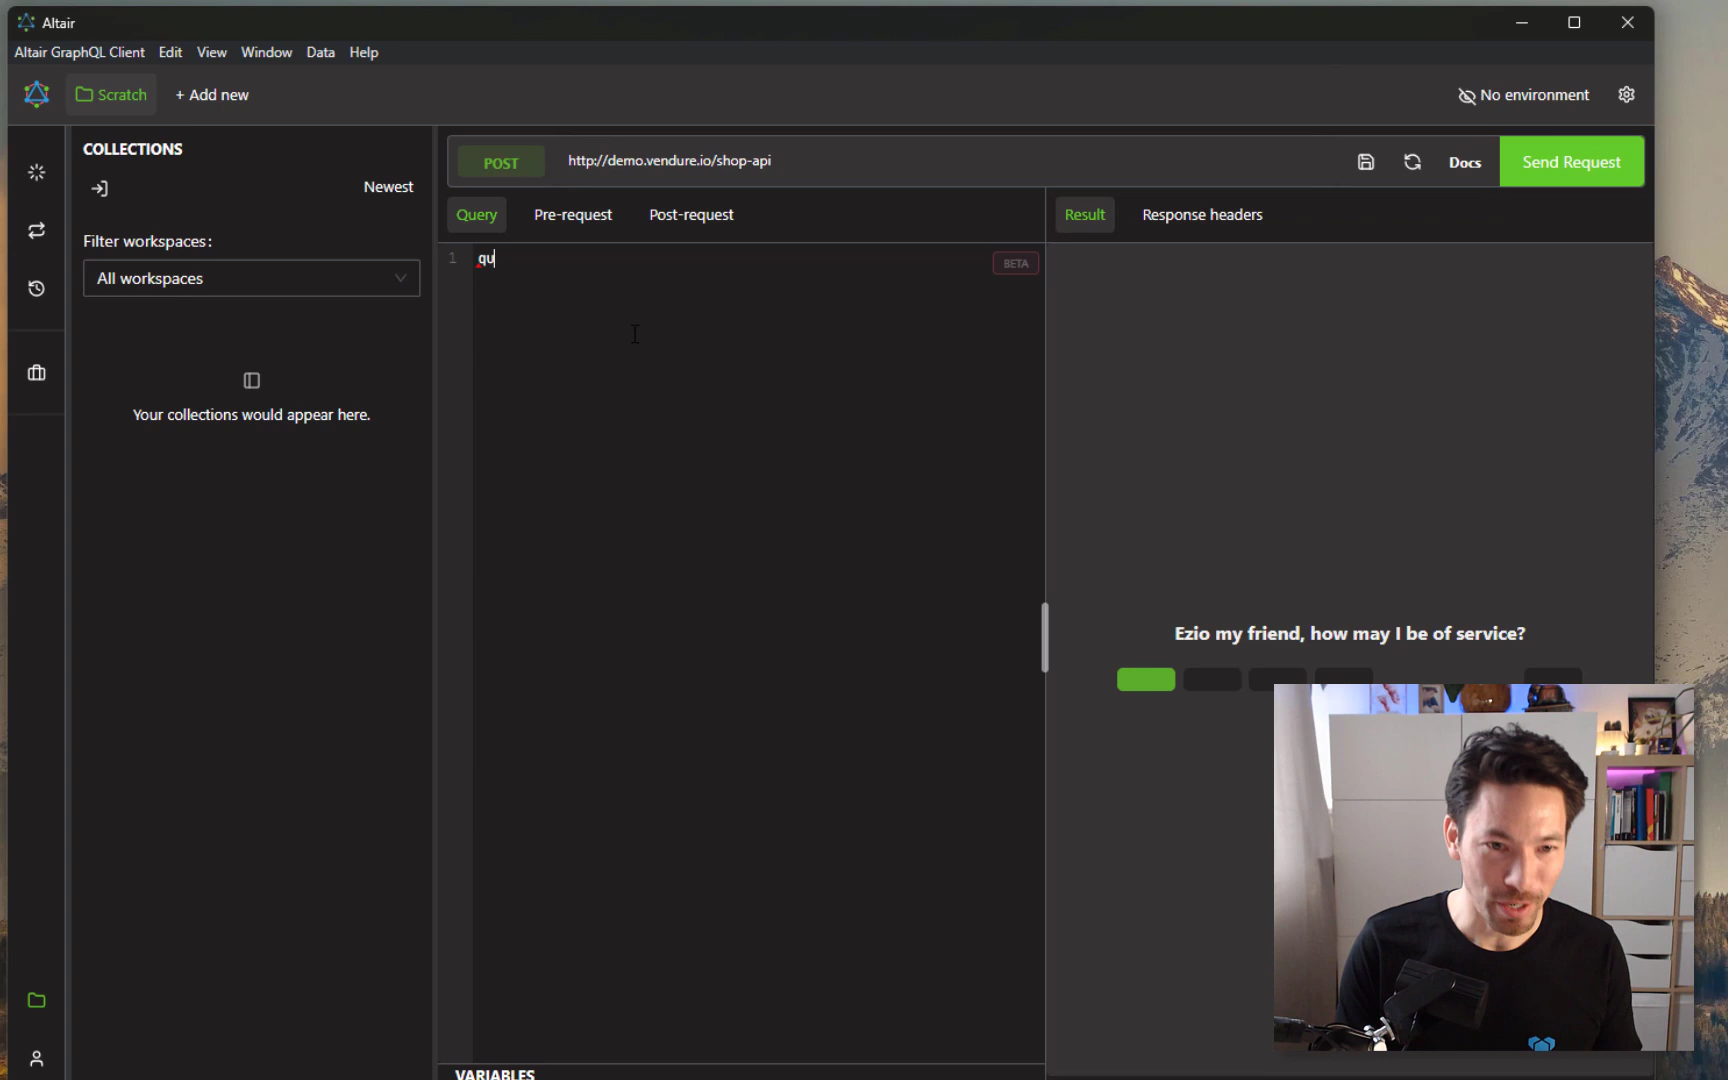 Altair
Altair GraphQL Client Edit View Window Data Help
Scratch + Add new No environment
COLLECTIONS
Newest
Filter workspaces:
All workspaces
Your collections would appear here.
POST http://demo.vendure.io/shop-api Docs Send Request
Query Pre-request Post-request
1 qu
BETA
VARIABLES
Result Response headers
Ezio my friend, how may I be of service?